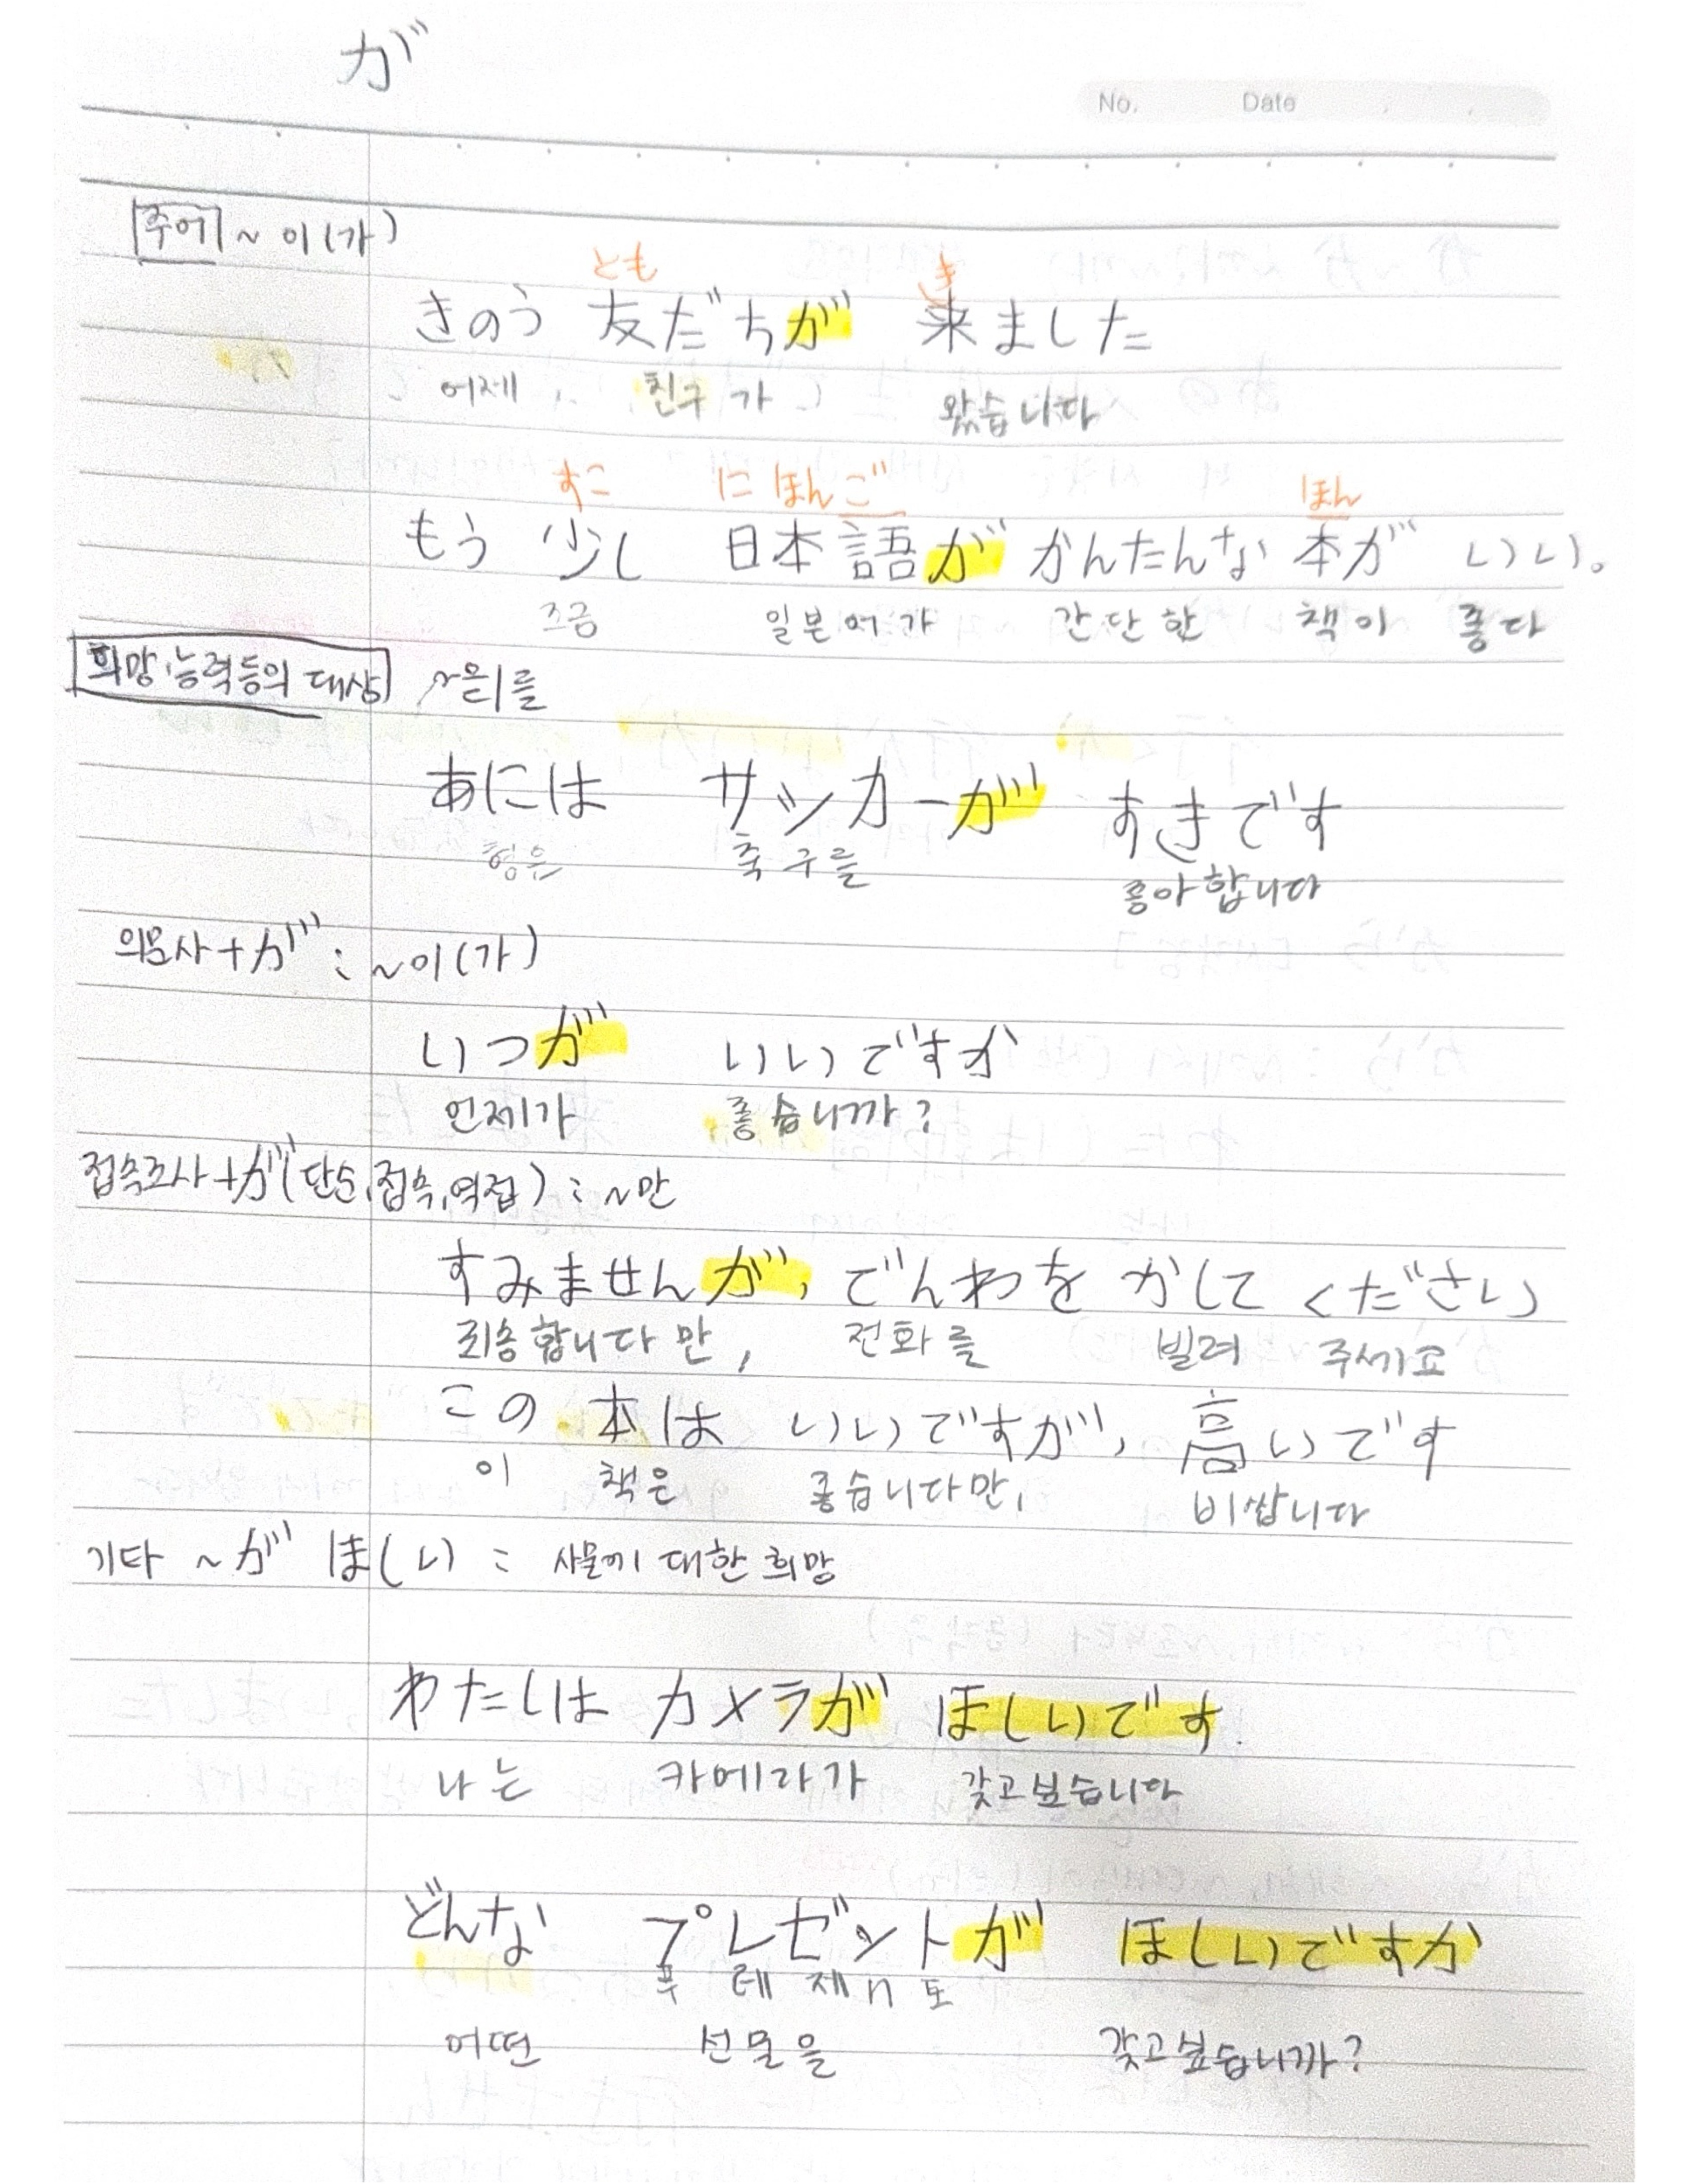 が
No. Date
주어 ~ 이(가)
とも き
きのう 友だちが 来ました
어제 친구가 왔습니다
すこ にほんご ほん
もう 少し 日本語が かんたんな 本が いい。
조금 일본어가 간단한 책이 좋다
희망,능력등의 대상 ~을|를
あには サッカーが すきです
형은 축구를 좋아합니다
의문사+が : ~이(가)
いつが いいですか
언제가 좋습니까?
접속조사+が(단순,접속,역접) : ~만
すみませんが, でんわを かして ください
죄송합니다만, 전화를 빌려 주세요
この 本は いいですが, 高いです
이 책은 좋습니다만, 비쌉니다
기타 ~が ほしい : 사물에 대한 희망
わたしは カメラが ほしいです.
나는 카메라가 갖고싶습니다
どんな プレゼントが ほしいですか
푸 레 제 n 토
어떤 선물을 갖고싶습니까?